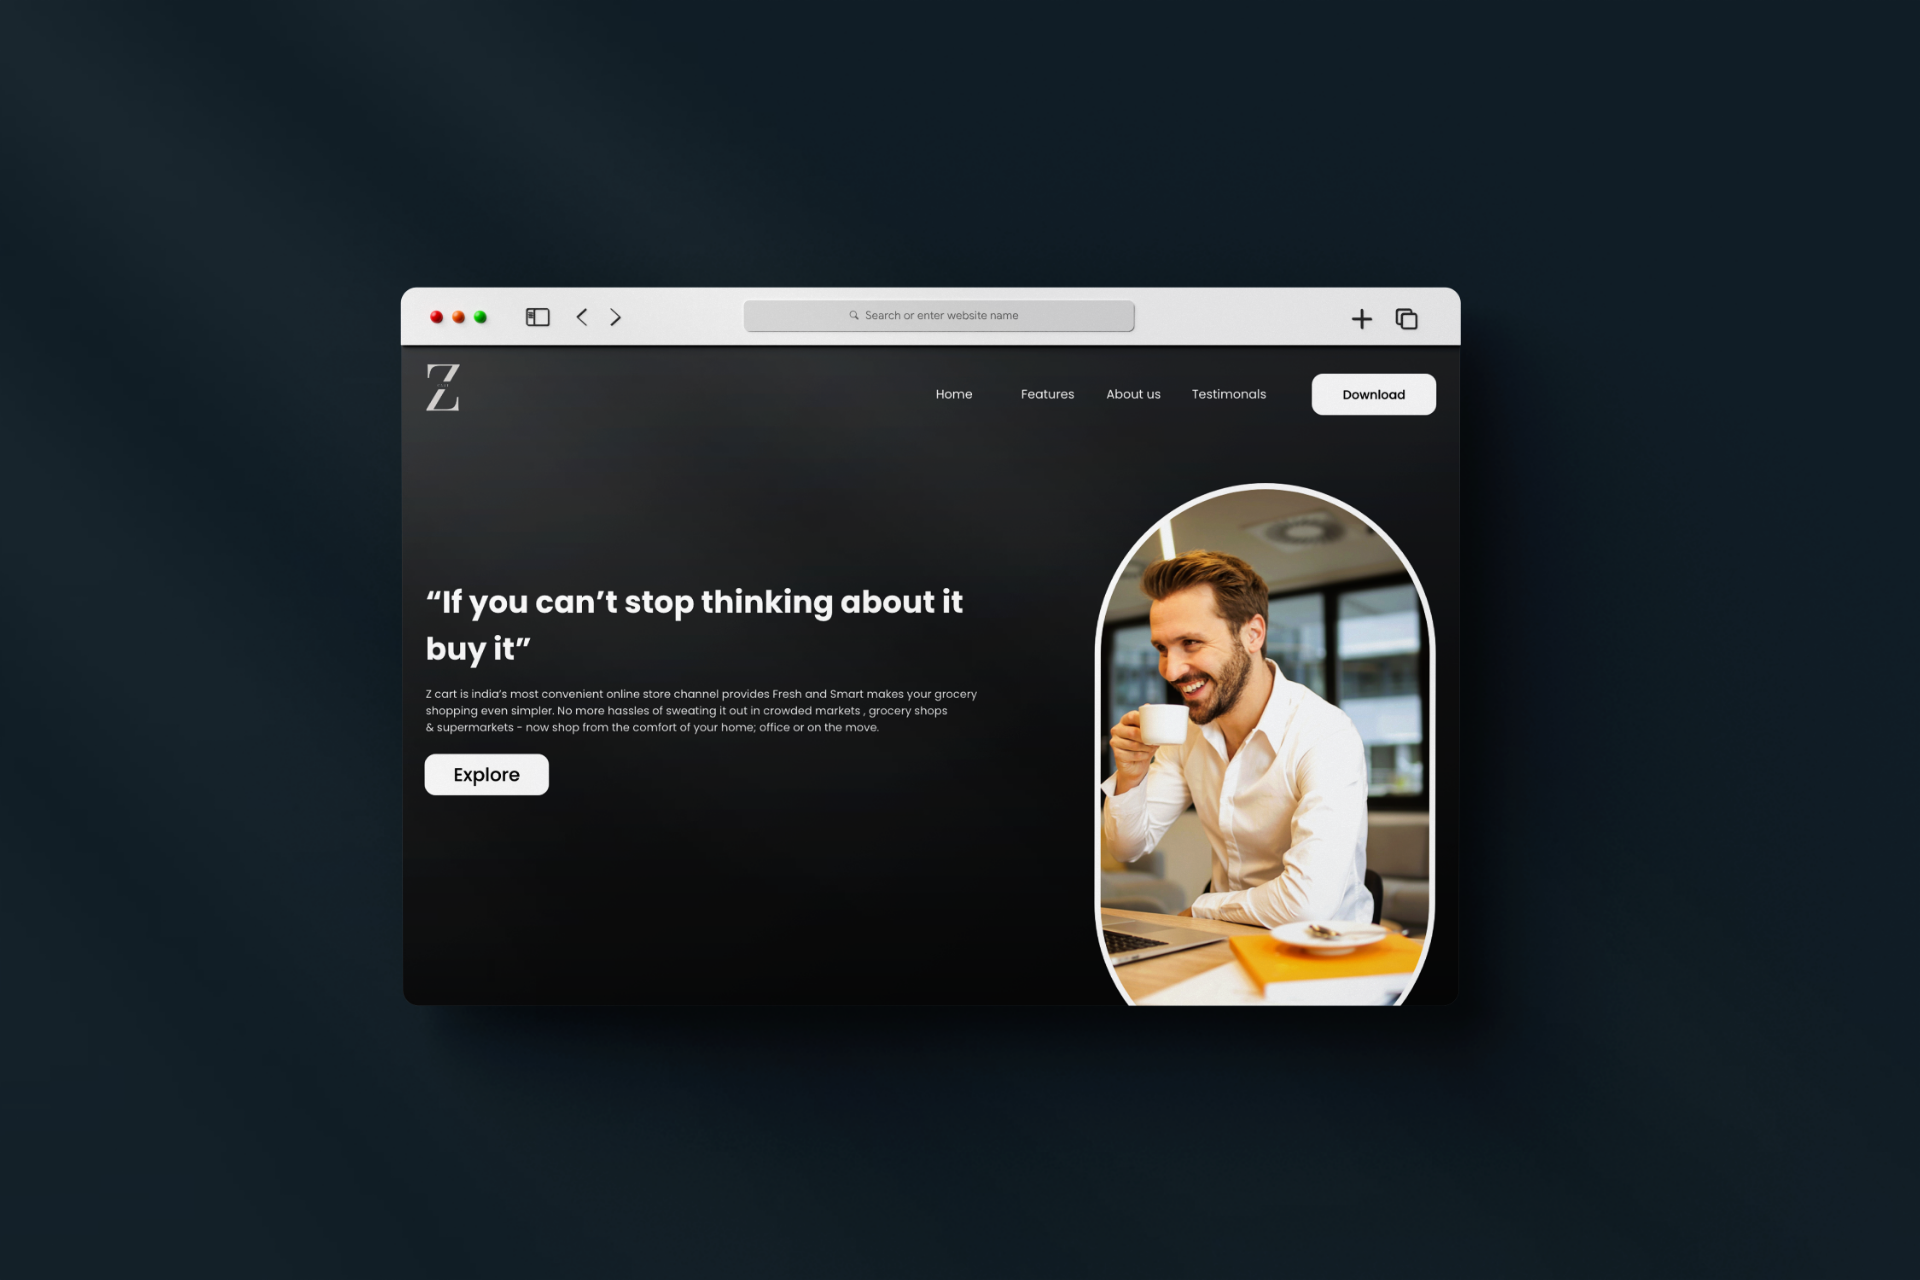 Search or enter website name
Z
Home Features About us Testimonals Download
“If you can’t stop thinking about it
buy it”
Z cart is india’s most convenient online store channel provides Fresh and Smart makes your grocery
shopping even simpler. No more hassles of sweating it out in crowded markets , grocery shops
& supermarkets - now shop from the comfort of your home; office or on the move.
Explore